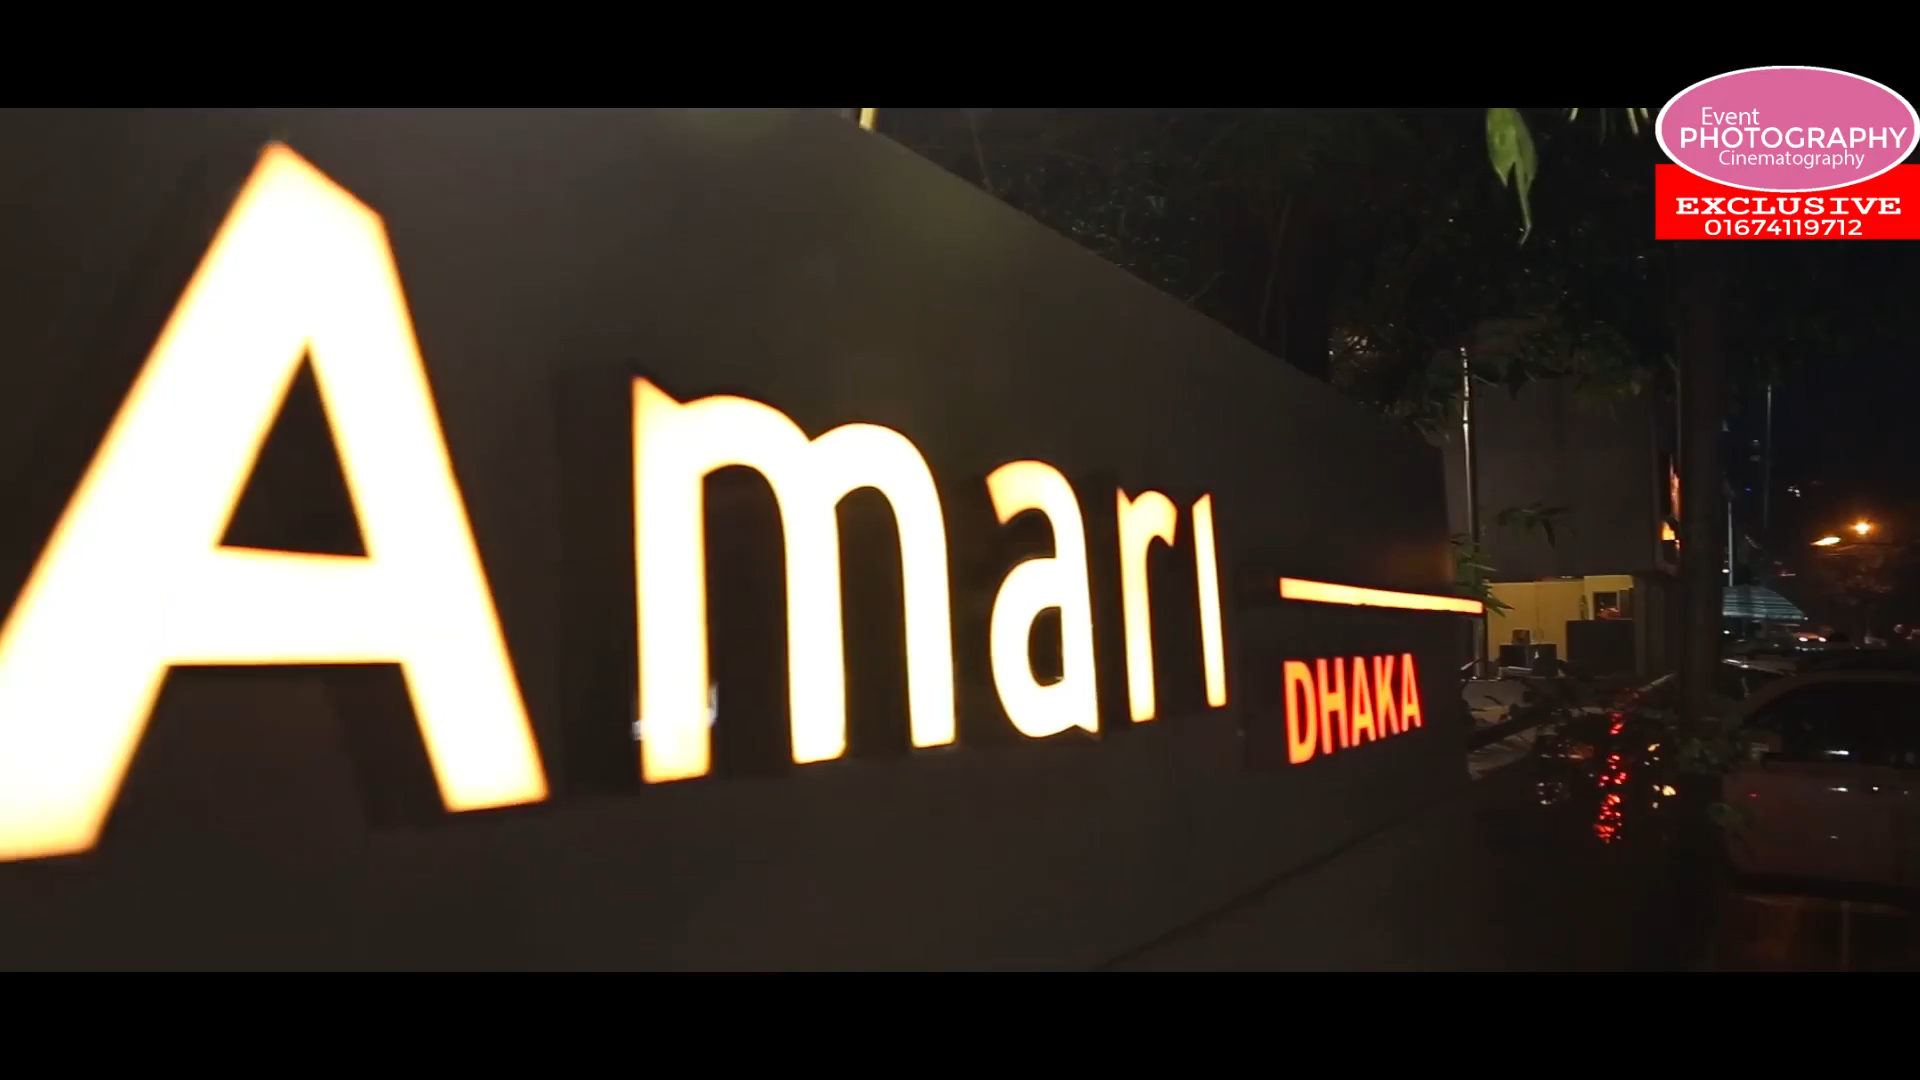 Event
PHOTOGRAPHY
Cinematography
EXCLUSIVE
01674119712
Amari
DHAKA